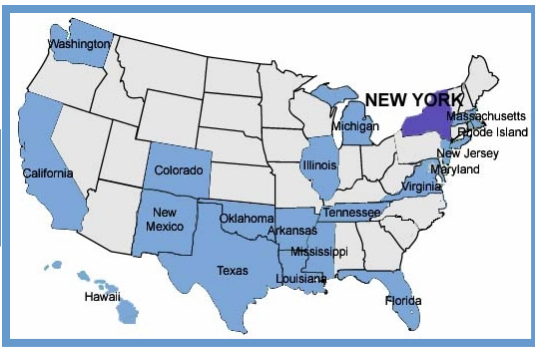 Washington
NEW YORK
Massachusetts
Michigan
Rhode Island
New Jersey
Illinois
Maryland
California
Colorado
Virginia
New
Mexico
Oklahoma
Tennessee
Arkansas
Mississippi
Texas
Louisiana
Hawaii
Florida